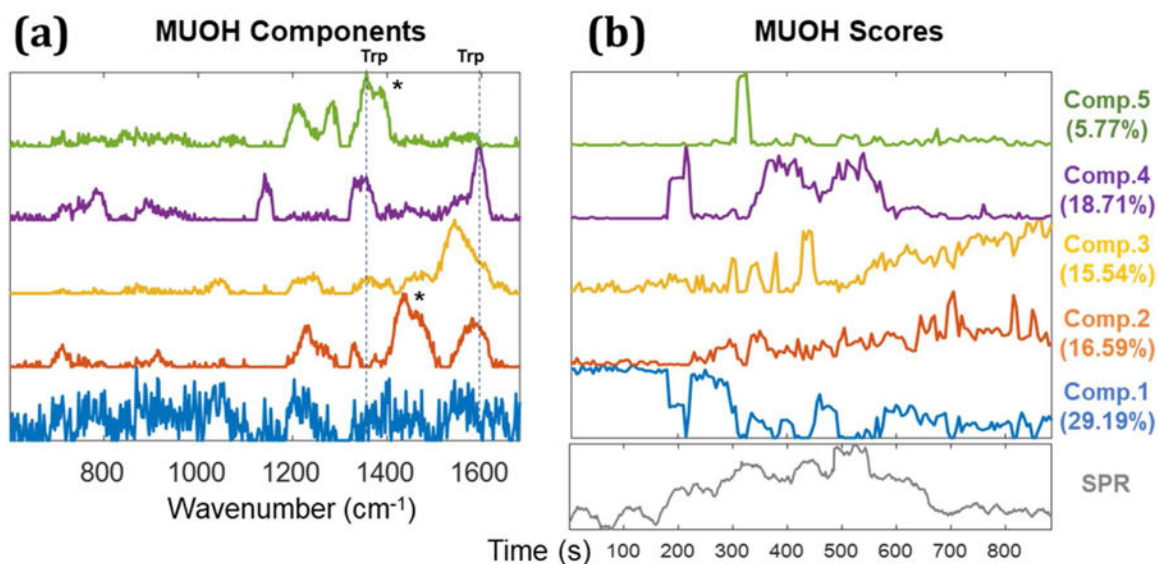 (a) MUOH Components
Trp Trp
*
*
800 1000 1200 1400 1600
Wavenumber (cm⁻¹)
(b) MUOH Scores
Comp.5
(5.77%)
Comp.4
(18.71%)
Comp.3
(15.54%)
Comp.2
(16.59%)
Comp.1
(29.19%)
SPR
Time (s) 100 200 300 400 500 600 700 800